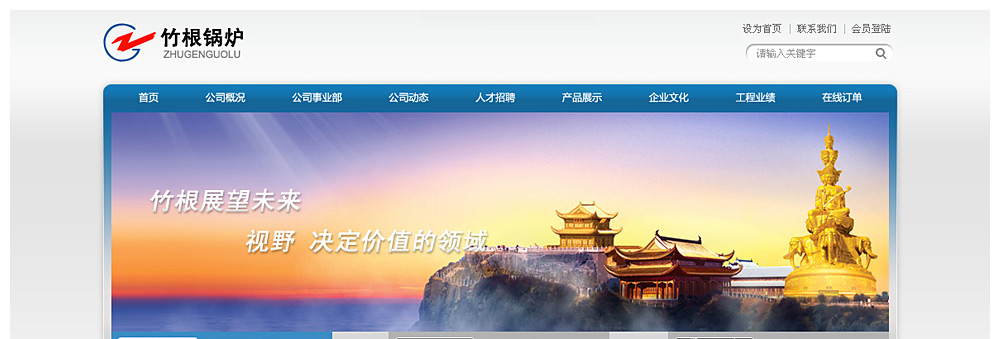 竹根锅炉
ZHUGENGUOLU
设为首页 | 联系我们 | 会员登陆
请输入关键字
首页 公司概况 公司事业部 公司动态 人才招聘 产品展示 企业文化 工程业绩 在线订单
竹根展望未来
视野 决定价值的领域